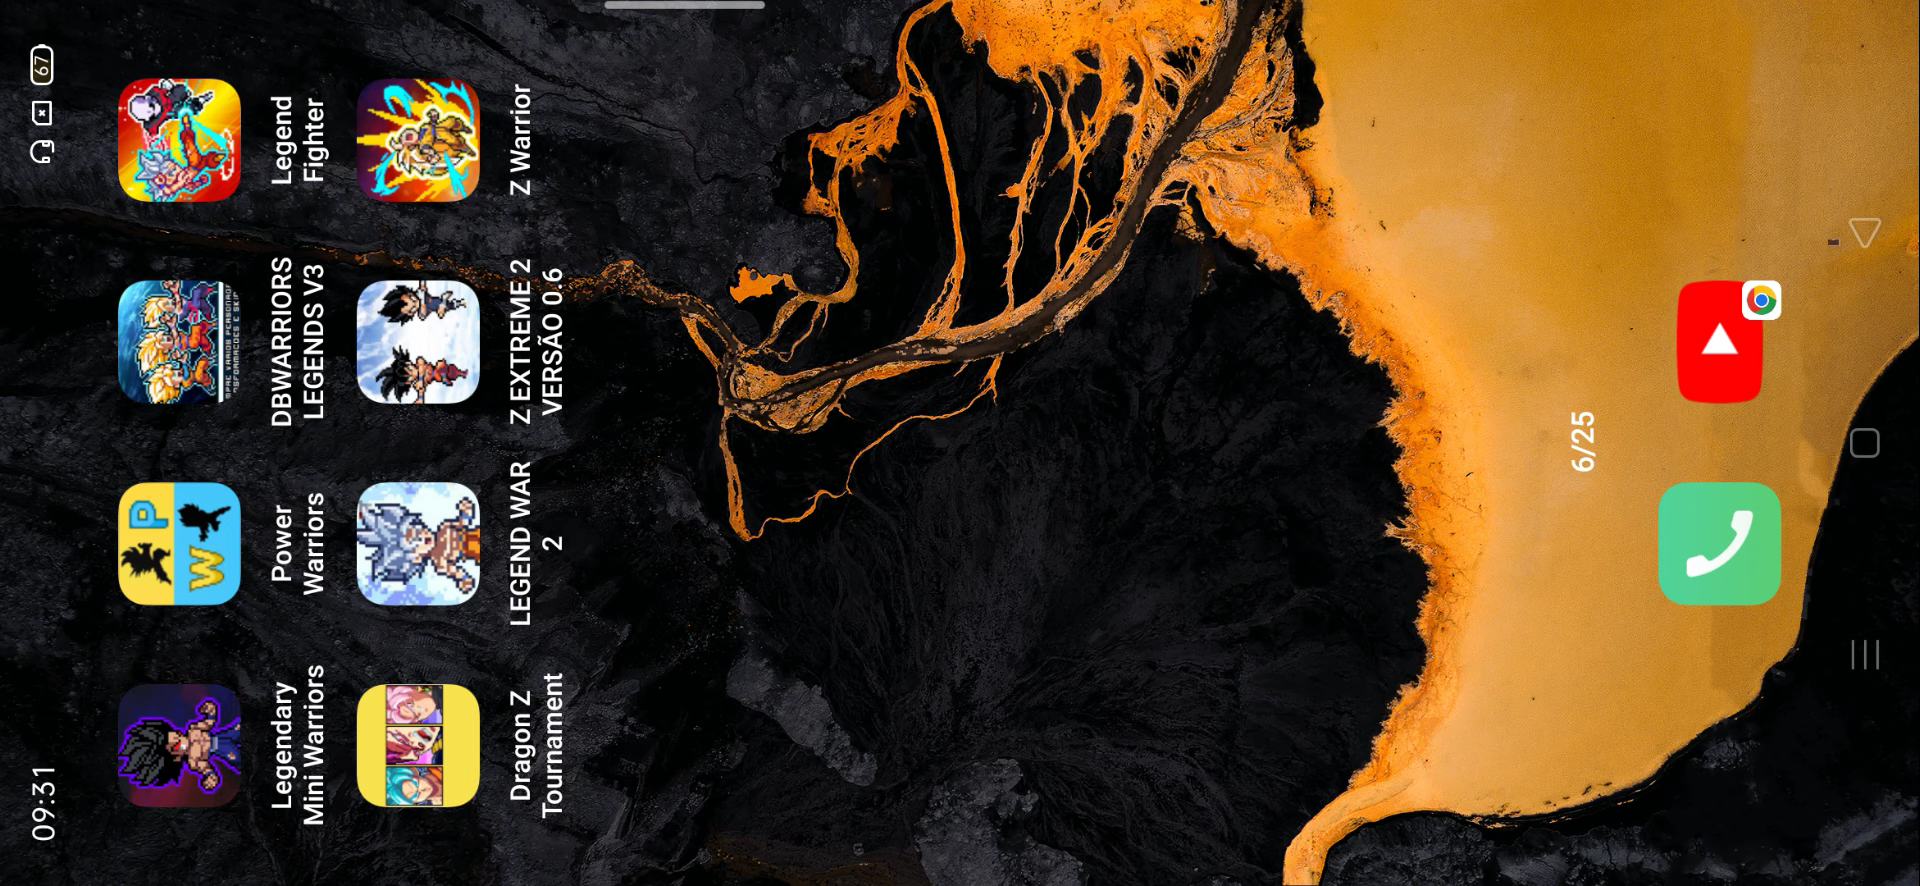 09:31
67
Legendary
Mini Warriors
Power
Warriors
P
W
DBWARRIORS
LEGENDS V3
Legend
Fighter
Dragon Z
Tournament
LEGEND WAR
2
Z EXTREME 2
VERSÃO 0.6
Z Warrior
6/25